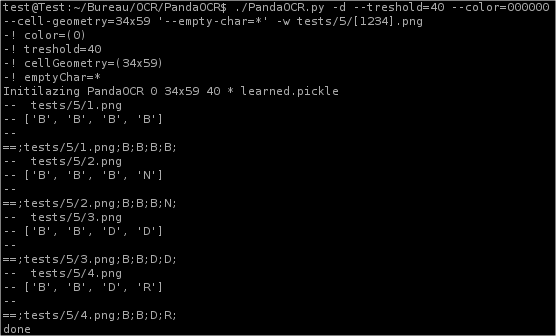 test@Test:~/Bureau/OCR/PandaOCR$ ./PandaOCR.py -d --treshold=40 --color=000000
--cell-geometry=34x59 '--empty-char=*' -w tests/5/[1234].png
-! color=(0)
-! treshold=40
-! cellGeometry=(34x59)
-! emptyChar=*
Initilazing PandaOCR 0 34x59 40 * learned.pickle
--  tests/5/1.png
-- ['B', 'B', 'B', 'B']
--
==;tests/5/1.png;B;B;B;B;
--  tests/5/2.png
-- ['B', 'B', 'B', 'N']
--
==;tests/5/2.png;B;B;B;N;
--  tests/5/3.png
-- ['B', 'B', 'D', 'D']
--
==;tests/5/3.png;B;B;D;D;
--  tests/5/4.png
-- ['B', 'B', 'D', 'R']
--
==;tests/5/4.png;B;B;D;R;
done